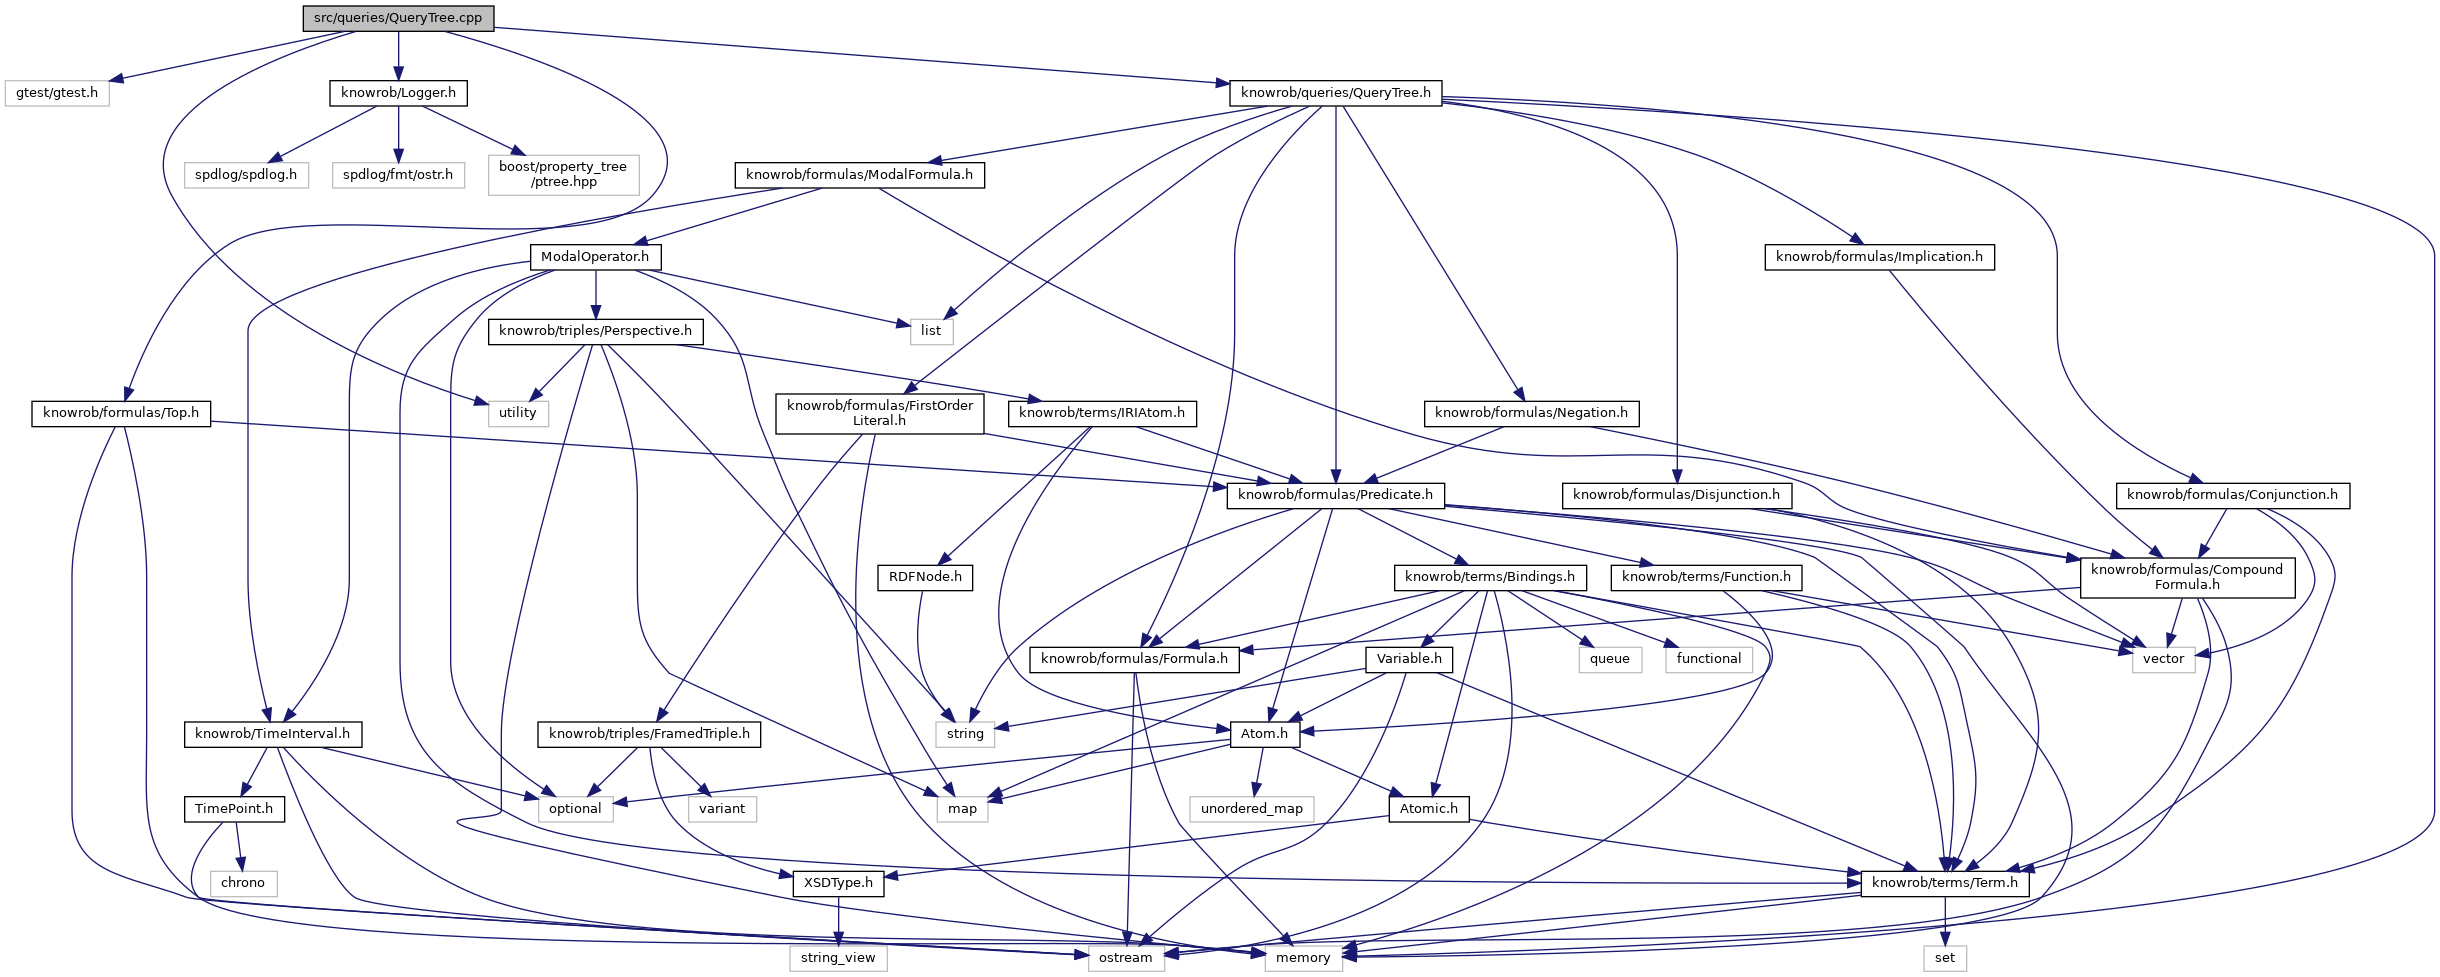 src/queries/QueryTree.cpp
gtest/gtest.h
knowrob/Logger.h
knowrob/queries/QueryTree.h
spdlog/spdlog.h
spdlog/fmt/ostr.h
boost/property_tree
/ptree.hpp
knowrob/formulas/ModalFormula.h
ModalOperator.h
knowrob/formulas/Implication.h
knowrob/triples/Perspective.h
list
knowrob/formulas/Top.h
utility
knowrob/formulas/FirstOrder
Literal.h
knowrob/terms/IRIAtom.h
knowrob/formulas/Negation.h
knowrob/formulas/Predicate.h
knowrob/formulas/Disjunction.h
knowrob/formulas/Conjunction.h
RDFNode.h
knowrob/terms/Bindings.h
knowrob/terms/Function.h
knowrob/formulas/Compound
Formula.h
knowrob/formulas/Formula.h
Variable.h
queue
functional
vector
knowrob/TimeInterval.h
knowrob/triples/FramedTriple.h
string
Atom.h
TimePoint.h
optional
variant
map
unordered_map
Atomic.h
chrono
XSDType.h
knowrob/terms/Term.h
string_view
ostream
memory
set